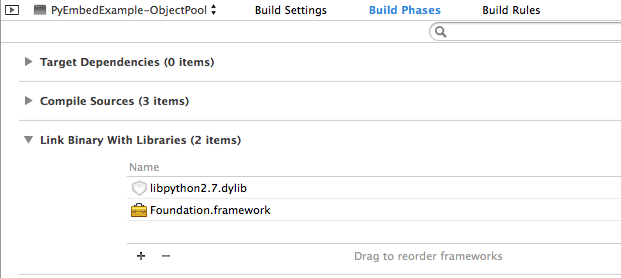 PyEmbedExample-ObjectPool Build Settings Build Phases Build Rules
Target Dependencies (0 items)
Compile Sources (3 items)
Link Binary With Libraries (2 items)
Name
libpython2.7.dylib
Foundation.framework
+ − Drag to reorder frameworks